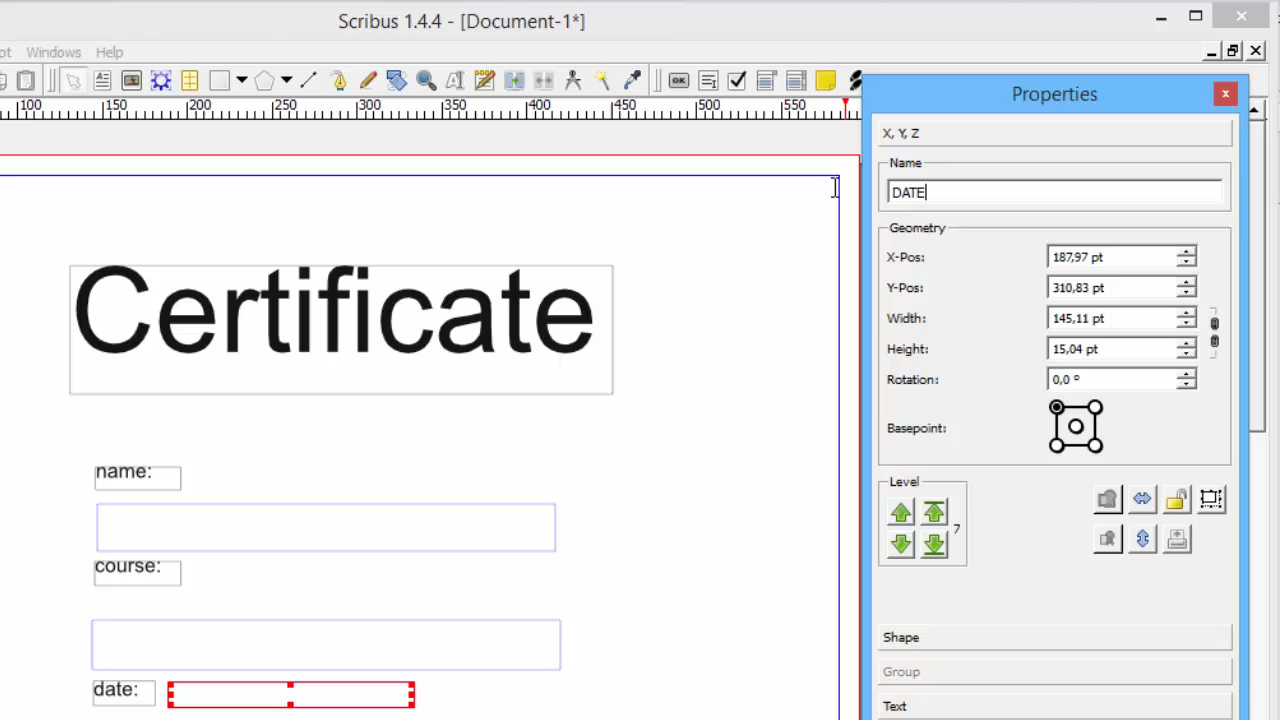 Scribus 1.4.4 - [Document-1*]
Windows Help
100 150 200 250 300 350 400 450 500 550
OK
Properties
x
X, Y, Z
Name
DATE
Geometry
X-Pos: 187,97 pt
Y-Pos: 310,83 pt
Width: 145,11 pt
Height: 15,04 pt
Rotation: 0,0 º
Basepoint:
Level
7
Shape
Group
Text
Certificate
name:
course:
date: